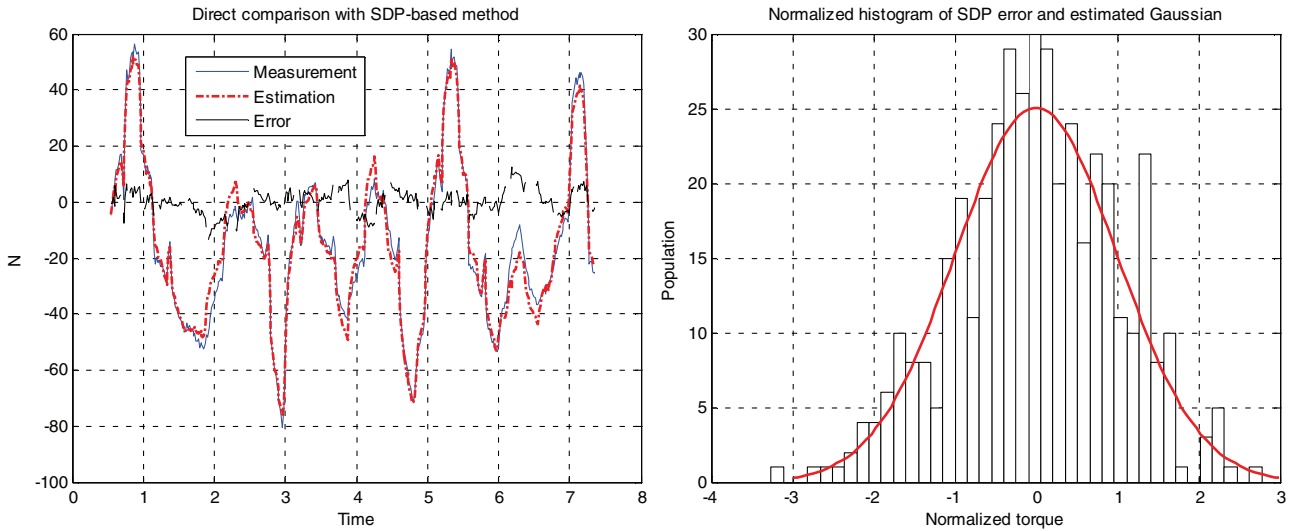 Direct comparison with SDP-based method
60
40
20
0
-20
-40
-60
-80
-100
N
Measurement
Estimation
Error
0 1 2 3 4 5 6 7 8
Time
Normalized histogram of SDP error and estimated Gaussian
30
25
20
15
10
5
0
Population
-4 -3 -2 -1 0 1 2 3
Normalized torque